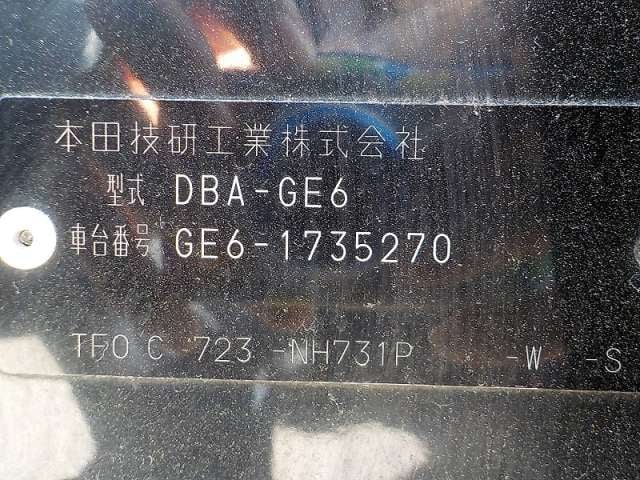 本田技研工業株式会社
型式 DBA-GE6
車台番号 GE6-1735270
TF0 C 723 -NH731P -W -S